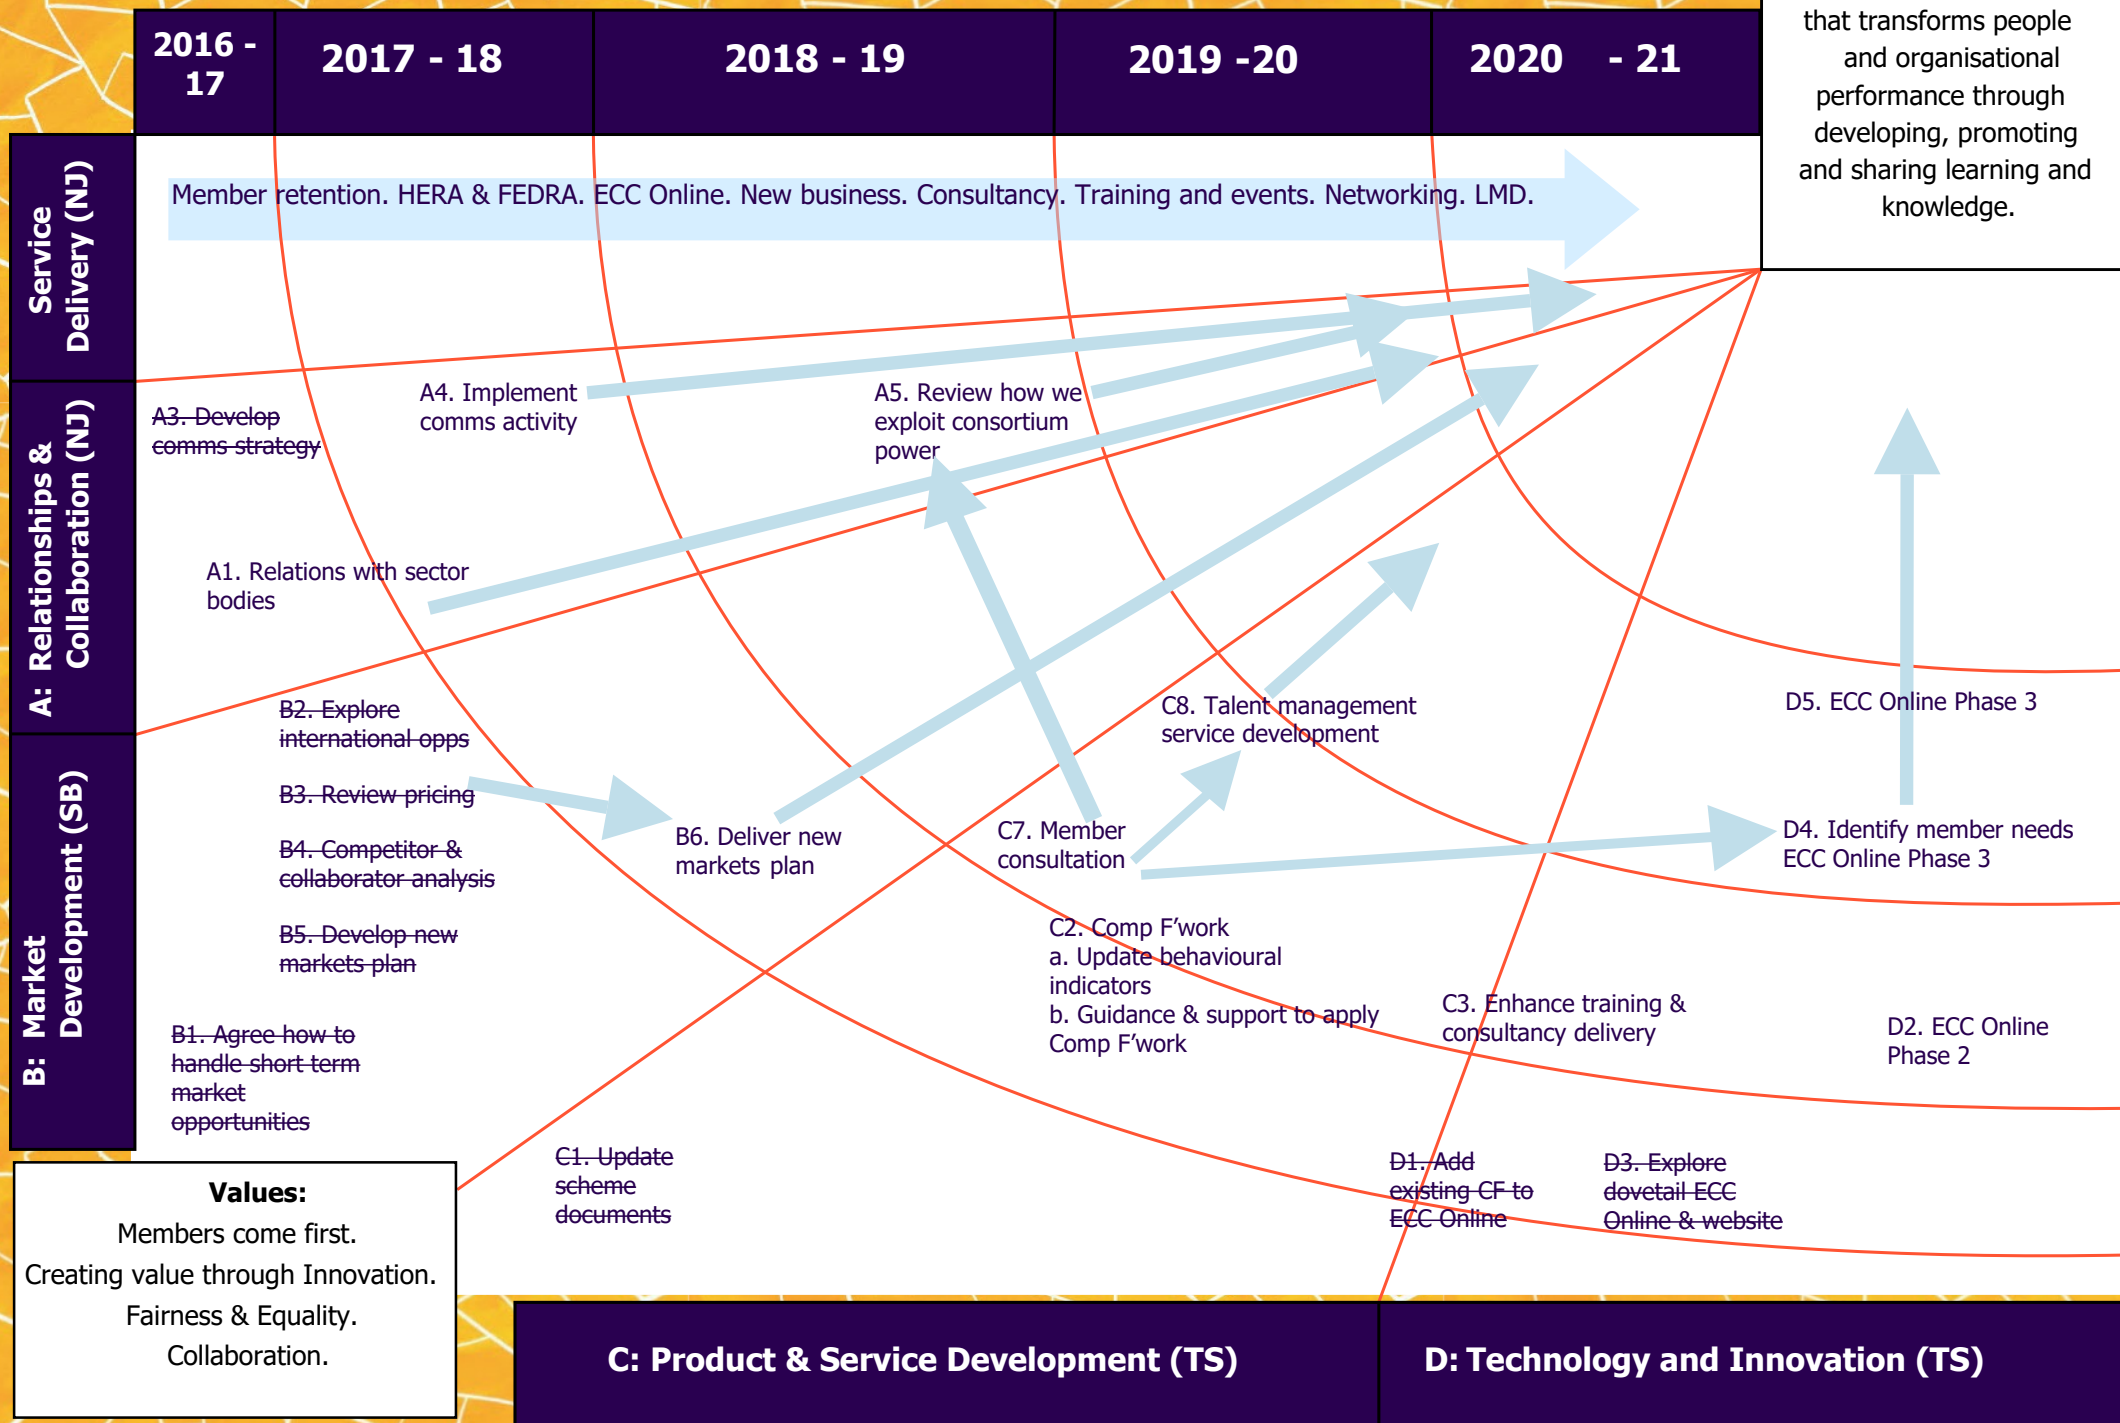 2016 -
17
2017 - 18
2018 - 19
2019 -20
2020 - 21
that transforms people
and organisational
performance through
developing, promoting
and sharing learning and
knowledge.
Service
Delivery (NJ)
Member retention. HERA & FEDRA. ECC Online. New business. Consultancy. Training and events. Networking. LMD.
A: Relationships &
Collaboration (NJ)
A3. Develop
comms strategy
A4. Implement
comms activity
A5. Review how we
exploit consortium
power
A1. Relations with sector
bodies
B: Market
Development (SB)
B2. Explore
international opps
B3. Review pricing
B4. Competitor &
collaborator analysis
B5. Develop new
markets plan
B1. Agree how to
handle short term
market
opportunities
B6. Deliver new
markets plan
C7. Member
consultation
C8. Talent management
service development
C2. Comp F’work
a. Update behavioural
indicators
b. Guidance & support to apply
Comp F’work
C3. Enhance training &
consultancy delivery
C1. Update
scheme
documents
D5. ECC Online Phase 3
D4. Identify member needs
ECC Online Phase 3
D2. ECC Online
Phase 2
D1. Add
existing CF to
ECC Online
D3. Explore
dovetail ECC
Online & website
Values:
Members come first.
Creating value through Innovation.
Fairness & Equality.
Collaboration.
C: Product & Service Development (TS)
D: Technology and Innovation (TS)